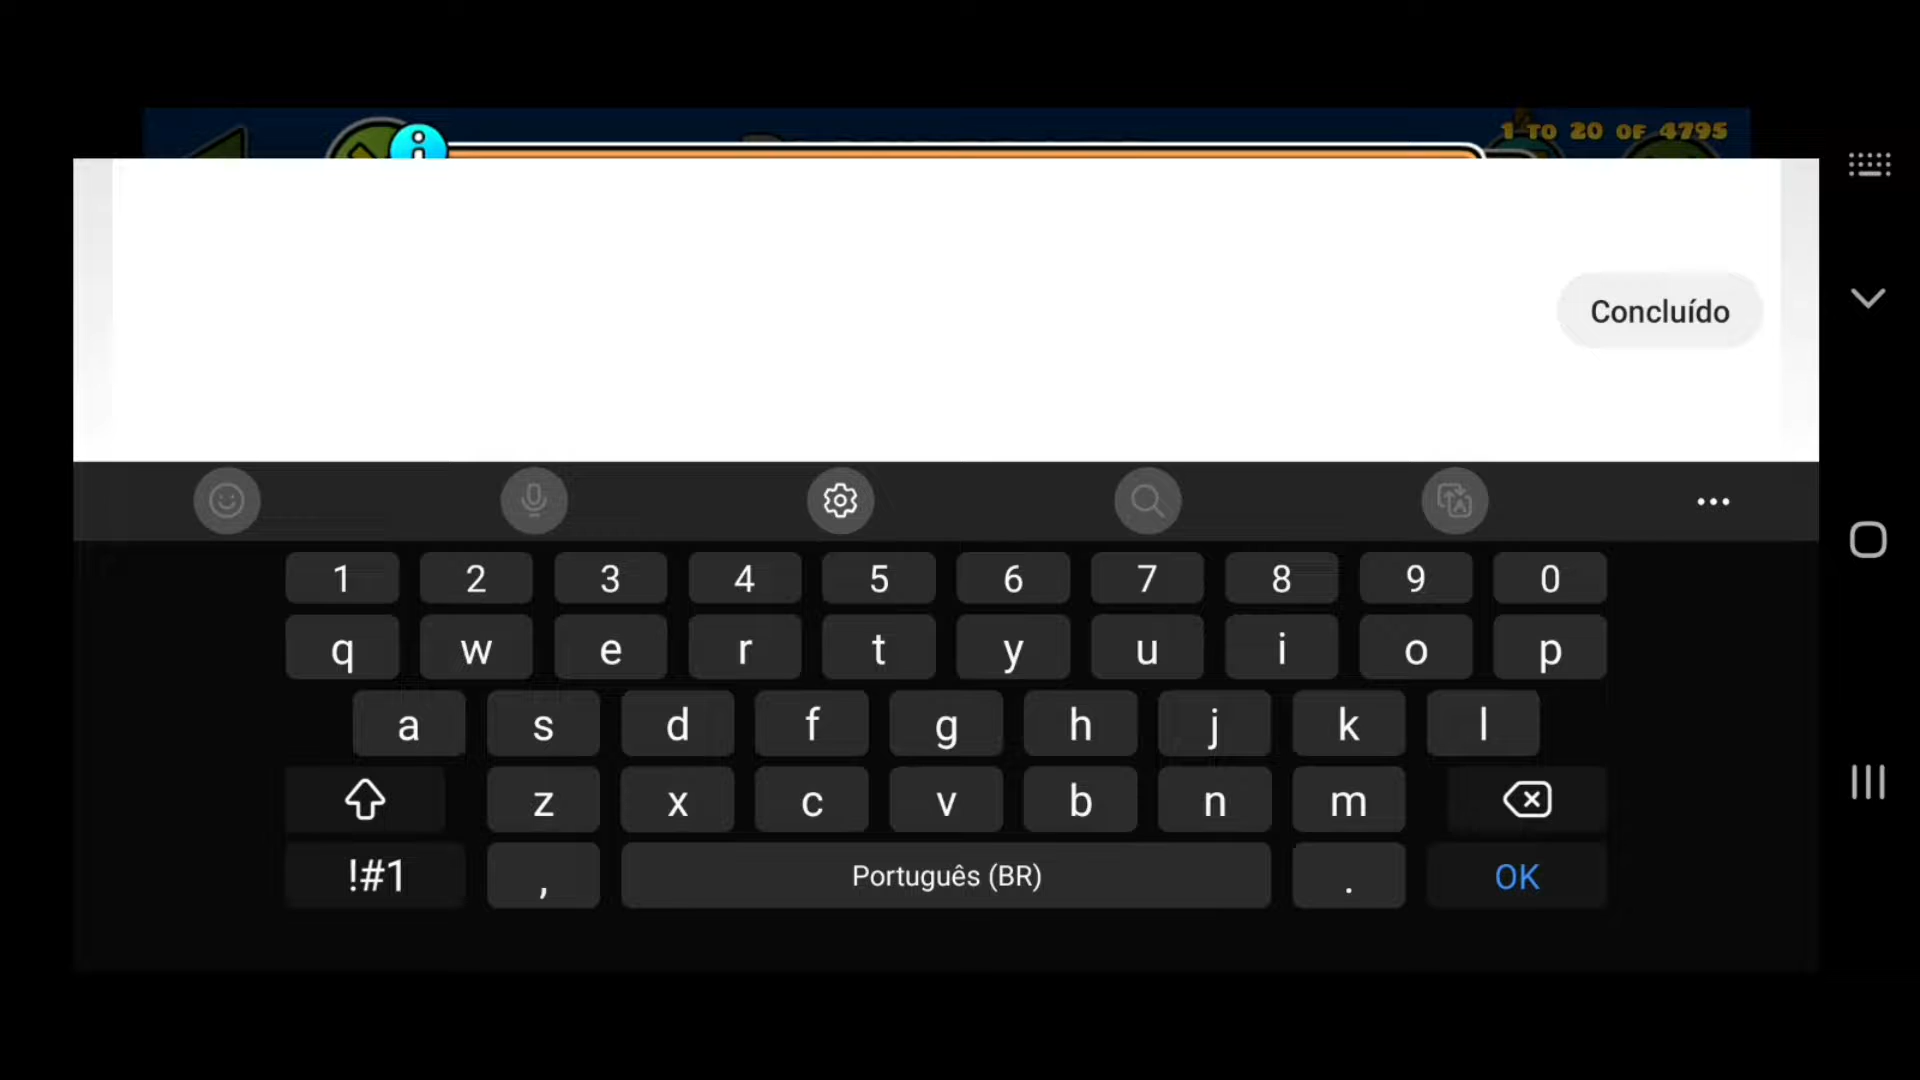 1 TO 20 OF 4795
Concluído
1 2 3 4 5 6 7 8 9 0
q w e r t y u i o p
a s d f g h j k l
z x c v b n m
!#1 , Português (BR) . OK